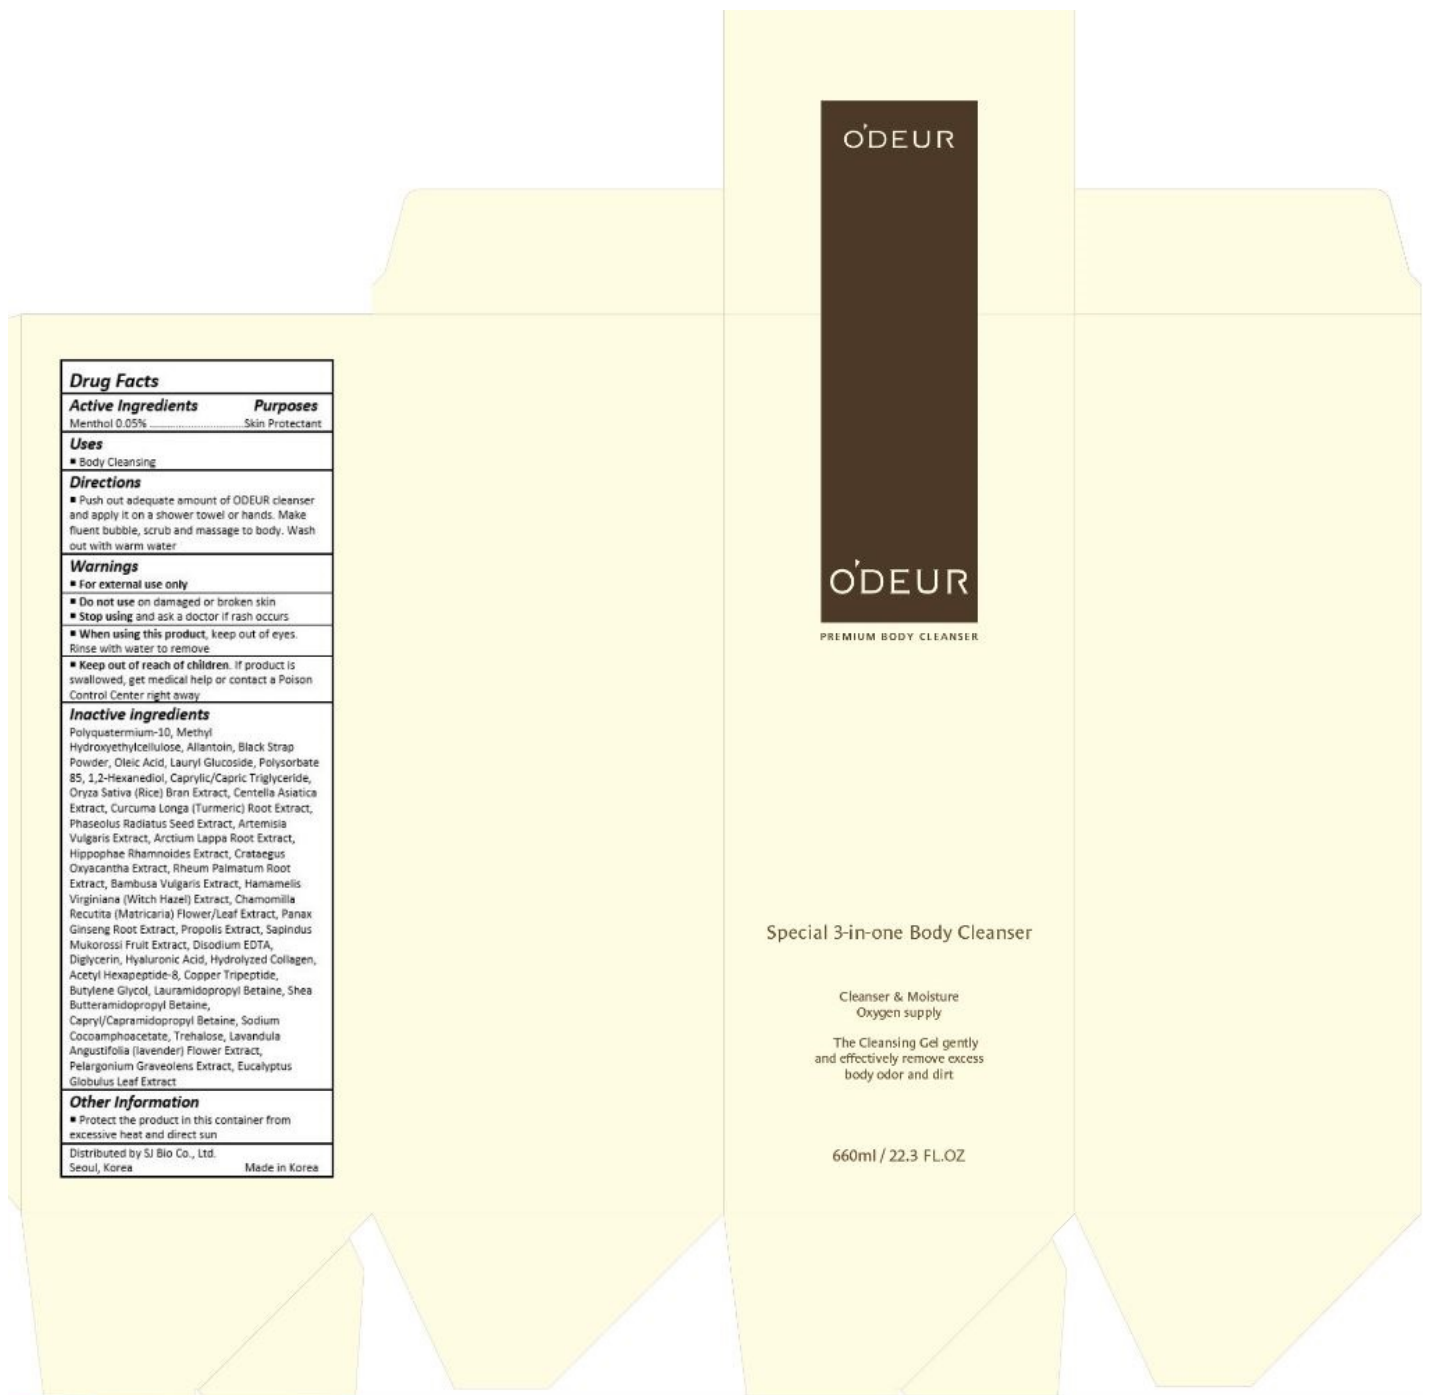 O'DEUR
O'DEUR
PREMIUM BODY CLEANSER
Special 3-in-one Body Cleanser
Cleanser & Moisture
Oxygen supply
The Cleansing Gel gently
and effectively remove excess
body odor and dirt
660ml / 22.3 FL.OZ
Drug Facts
Active Ingredients Purposes
Menthol 0.05% ................................Skin Protectant
Uses
▪ Body Cleansing
Directions
▪ Push out adequate amount of ODEUR cleanser
and apply it on a shower towel or hands. Make
fluent bubble, scrub and massage to body. Wash
out with warm water
Warnings
▪ For external use only
▪ Do not use on damaged or broken skin
▪ Stop using and ask a doctor if rash occurs
▪ When using this product, keep out of eyes.
Rinse with water to remove
▪ Keep out of reach of children. If product is
swallowed, get medical help or contact a Poison
Control Center right away
Inactive ingredients
Polyquatermium-10, Methyl
Hydroxyethylcellulose, Allantoin, Black Strap
Powder, Oleic Acid, Lauryl Glucoside, Polysorbate
85, 1,2-Hexanediol, Caprylic/Capric Triglyceride,
Oryza Sativa (Rice) Bran Extract, Centella Asiatica
Extract, Curcuma Longa (Turmeric) Root Extract,
Phaseolus Radiatus Seed Extract, Artemisia
Vulgaris Extract, Arctium Lappa Root Extract,
Hippophae Rhamnoides Extract, Crataegus
Oxyacantha Extract, Rheum Palmatum Root
Extract, Bambusa Vulgaris Extract, Hamamelis
Virginiana (Witch Hazel) Extract, Chamomilla
Recutita (Matricaria) Flower/Leaf Extract, Panax
Ginseng Root Extract, Propolis Extract, Sapindus
Mukorossi Fruit Extract, Disodium EDTA,
Diglycerin, Hyaluronic Acid, Hydrolyzed Collagen,
Acetyl Hexapeptide-8, Copper Tripeptide,
Butylene Glycol, Lauramidopropyl Betaine, Shea
Butteramidopropyl Betaine,
Capryl/Capramidopropyl Betaine, Sodium
Cocoamphoacetate, Trehalose, Lavandula
Angustifolia (lavender) Flower Extract,
Pelargonium Graveolens Extract, Eucalyptus
Globulus Leaf Extract
Other Information
▪ Protect the product in this container from
excessive heat and direct sun
Distributed by SJ Bio Co., Ltd.
Seoul, Korea Made in Korea